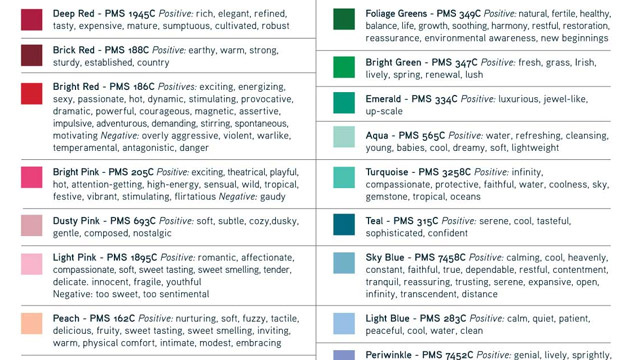 Deep Red - PMS 1945C Positive: rich, elegant, refined,
tasty, expensive, mature, sumptuous, cultivated, robust
Brick Red - PMS 188C Positive: earthy, warm, strong,
sturdy, established, country
Bright Red - PMS 186C Positives: exciting, energizing,
sexy, passionate, hot, dynamic, stimulating, provocative,
dramatic, powerful, courageous, magnetic, assertive,
impulsive, adventurous, demanding, stirring, spontaneous,
motivating Negative: overly aggressive, violent, warlike,
temperamental, antagonistic, danger
Bright Pink - PMS 205C Positive: exciting, theatrical, playful,
hot, attention-getting, high-energy, sensual, wild, tropical,
festive, vibrant, stimulating, flirtatious Negative: gaudy
Dusty Pink - PMS 693C Positive: soft, subtle, cozy,dusky,
gentle, composed, nostalgic
Light Pink - PMS 1895C Positive: romantic, affectionate,
compassionate, soft, sweet tasting, sweet smelling, tender,
delicate. innocent, fragile, youthful
Negative: too sweet, too sentimental
Peach - PMS 162C Positive: nurturing, soft, fuzzy, tactile,
delicious, fruity, sweet tasting, sweet smelling, inviting,
warm, physical comfort, intimate, modest, embracing
Foliage Greens - PMS 349C Positive: natural, fertile, healthy,
balance, life, growth, soothing, harmony, restful, restoration,
reassurance, environmental awareness, new beginnings
Bright Green - PMS 347C Positive: fresh, grass, Irish,
lively, spring, renewal, lush
Emerald - PMS 334C Positive: luxurious, jewel-like,
up-scale
Aqua - PMS 565C Positive: water, refreshing, cleansing,
young, babies, cool, dreamy, soft, lightweight
Turquoise - PMS 3258C Positive: infinity,
compassionate, protective, faithful, water, coolness, sky,
gemstone, tropical, oceans
Teal - PMS 315C Positive: serene, cool, tasteful,
sophisticated, confident
Sky Blue - PMS 7458C Positive: calming, cool, heavenly,
constant, faithful, true, dependable, restful, contentment,
tranquil, reassuring, trusting, serene, expansive, open,
infinity, transcendent, distance
Light Blue - PMS 283C Positive: calm, quiet, patient,
peaceful, cool, water, clean
Periwinkle - PMS 7452C Positive: genial, lively, sprightly,